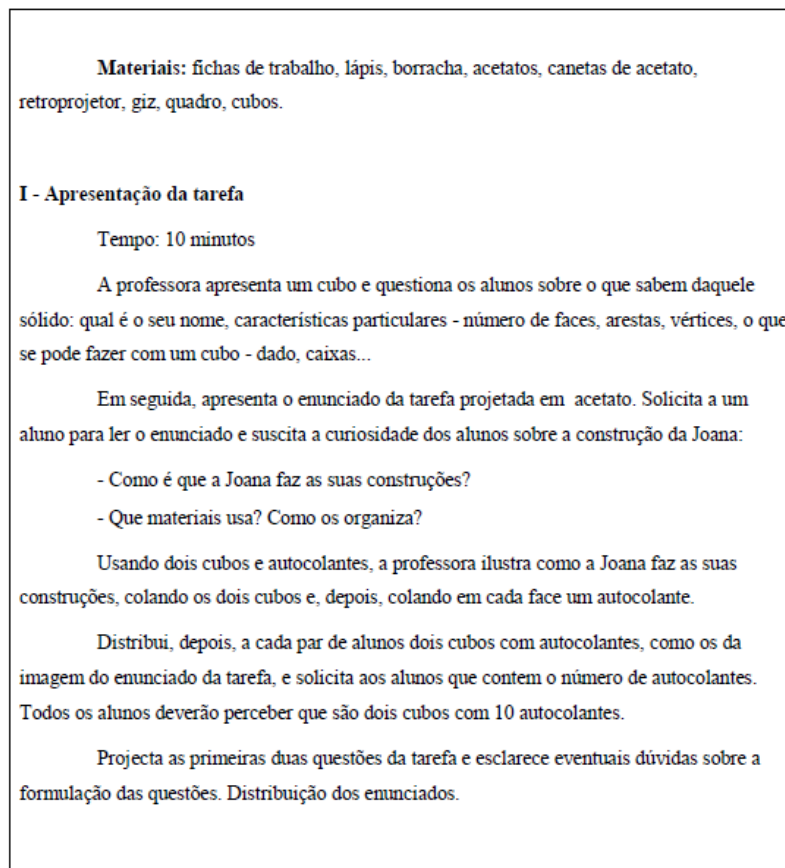 Materiais: fichas de trabalho, lápis, borracha, acetatos, canetas de acetato,
retroprojetor, giz, quadro, cubos.
I - Apresentação da tarefa
Tempo: 10 minutos
A professora apresenta um cubo e questiona os alunos sobre o que sabem daquele
sólido: qual é o seu nome, características particulares - número de faces, arestas, vértices, o que
se pode fazer com um cubo - dado, caixas...
Em seguida, apresenta o enunciado da tarefa projetada em acetato. Solicita a um
aluno para ler o enunciado e suscita a curiosidade dos alunos sobre a construção da Joana:
- Como é que a Joana faz as suas construções?
- Que materiais usa? Como os organiza?
Usando dois cubos e autocolantes, a professora ilustra como a Joana faz as suas
construções, colando os dois cubos e, depois, colando em cada face um autocolante.
Distribui, depois, a cada par de alunos dois cubos com autocolantes, como os da
imagem do enunciado da tarefa, e solicita aos alunos que contem o número de autocolantes.
Todos os alunos deverão perceber que são dois cubos com 10 autocolantes.
Projecta as primeiras duas questões da tarefa e esclarece eventuais dúvidas sobre a
formulação das questões. Distribuição dos enunciados.